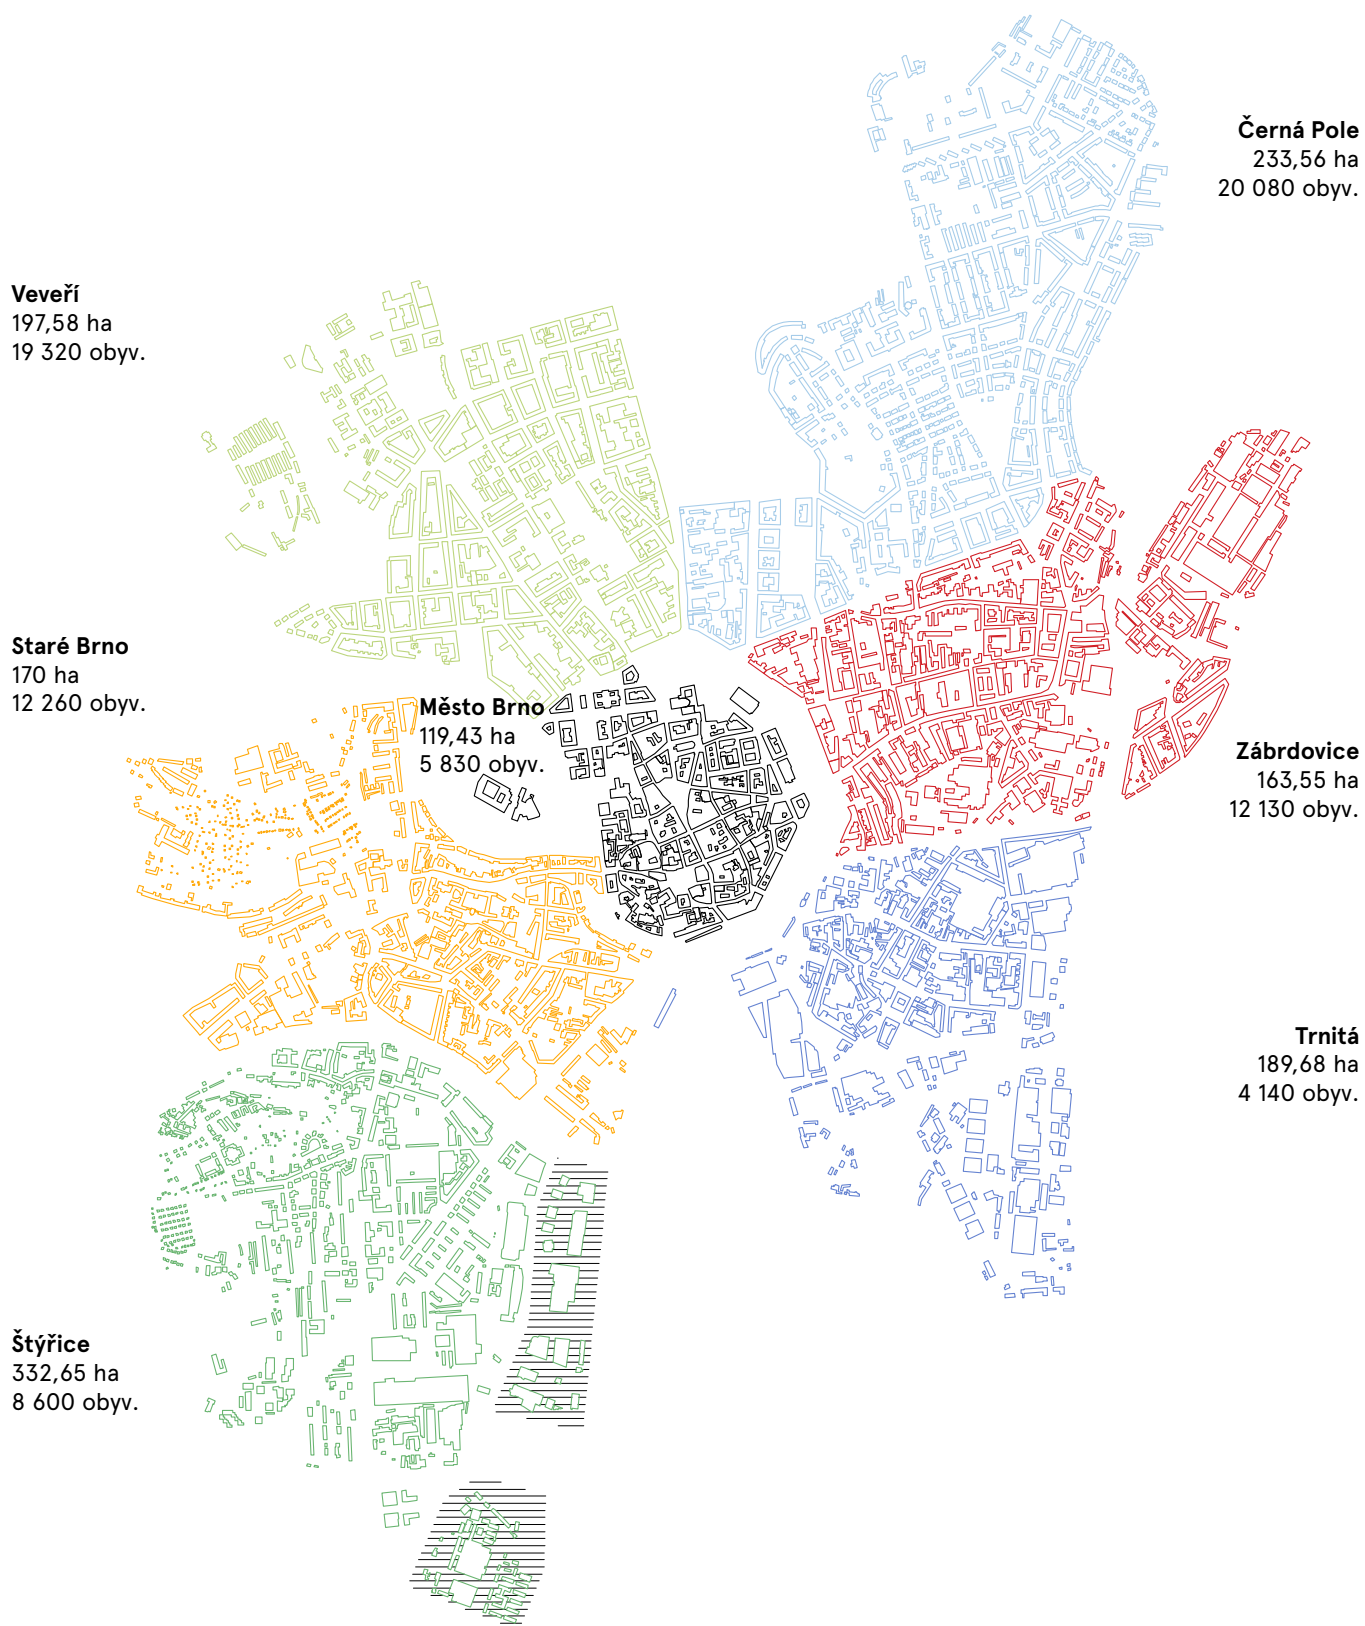 Černá Pole
233,56 ha
20 080 obyv.
Veveří
197,58 ha
19 320 obyv.
Staré Brno
170 ha
12 260 obyv.
Město Brno
119,43 ha
5 830 obyv.
Zábrdovice
163,55 ha
12 130 obyv.
Trnitá
189,68 ha
4 140 obyv.
Štýřice
332,65 ha
8 600 obyv.